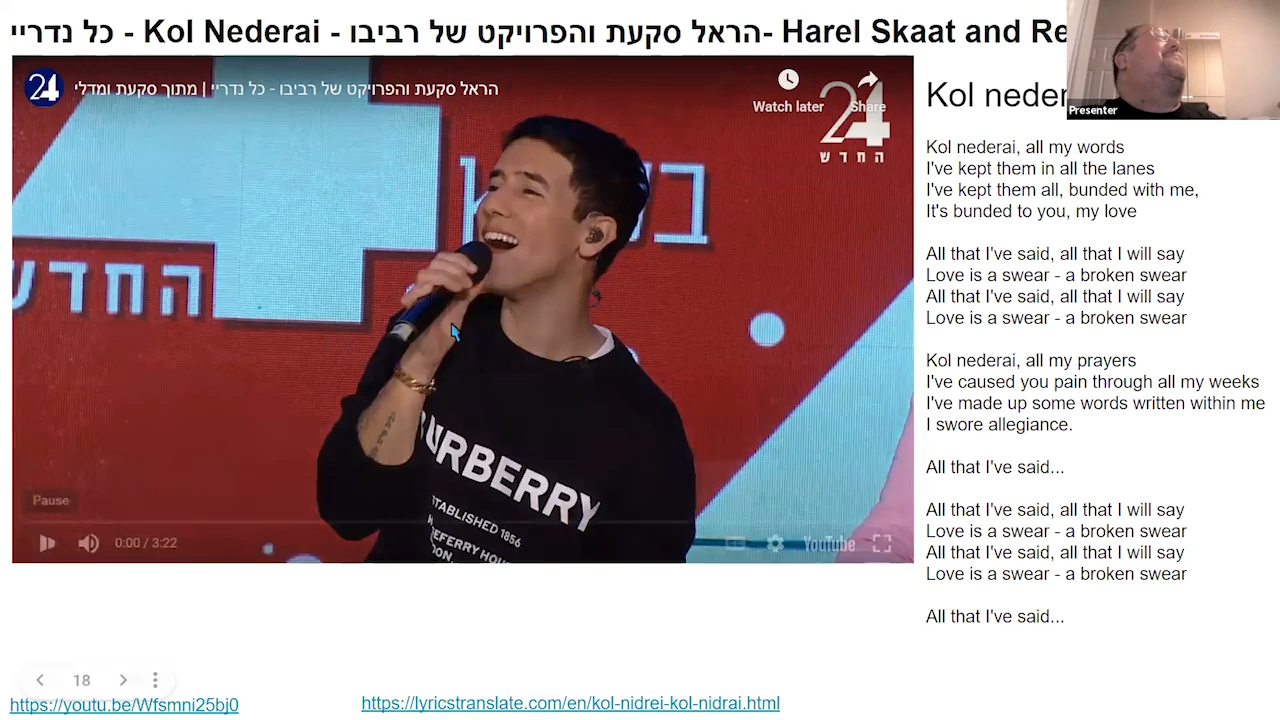 כל נדריי - Kol Nederai - הראל סקעת והפרויקט של רביבו- Harel Skaat and
Presenter
24
הראל סקעת והפרויקט של רביבו - כל נדריי | מתוך סקעת ומדלי
Watch later
Share
24
החדש
החדש
BURBERRY
ESTABLISHED 1856
Pause
0:00 / 3:22
YouTube
Kol neder
Kol nederai, all my words
I've kept them in all the lanes
I've kept them all, bunded with me,
It's bunded to you, my love
All that I've said, all that I will say
Love is a swear - a broken swear
All that I've said, all that I will say
Love is a swear - a broken swear
Kol nederai, all my prayers
I've caused you pain through all my weeks
I've made up some words written within me
I swore allegiance.
All that I've said...
All that I've said, all that I will say
Love is a swear - a broken swear
All that I've said, all that I will say
Love is a swear - a broken swear
All that I've said...
18
https://youtu.be/Wfsmni25bj0
https://lyricstranslate.com/en/kol-nidrei-kol-nidrai.html